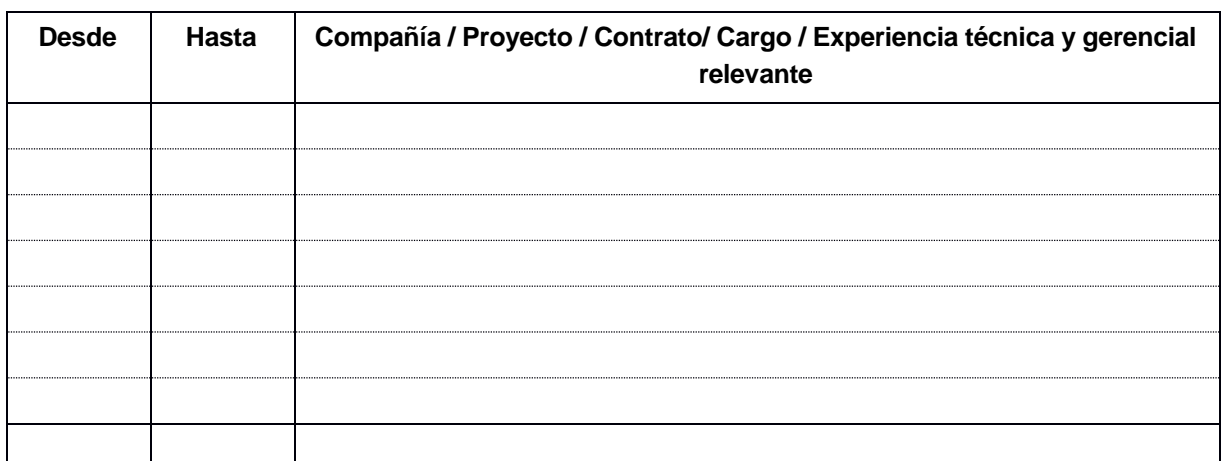 Desde Hasta Compañía / Proyecto / Contrato/ Cargo / Experiencia técnica y gerencial
relevante